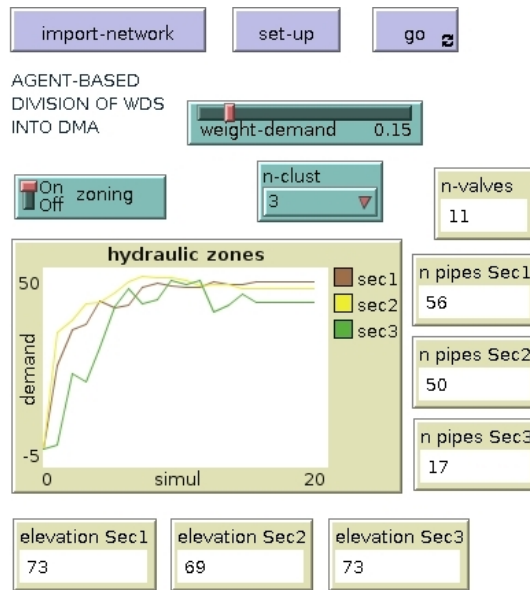 import-network
set-up
go
AGENT-BASED
DIVISION OF WDS
INTO DMA
weight-demand 0.15
On
Off
zoning
n-clust
3
n-valves
11
hydraulic zones
50
demand
-5
0
simul
20
sec1
sec2
sec3
n pipes Sec1
56
n pipes Sec2
50
n pipes Sec3
17
elevation Sec1
73
elevation Sec2
69
elevation Sec3
73